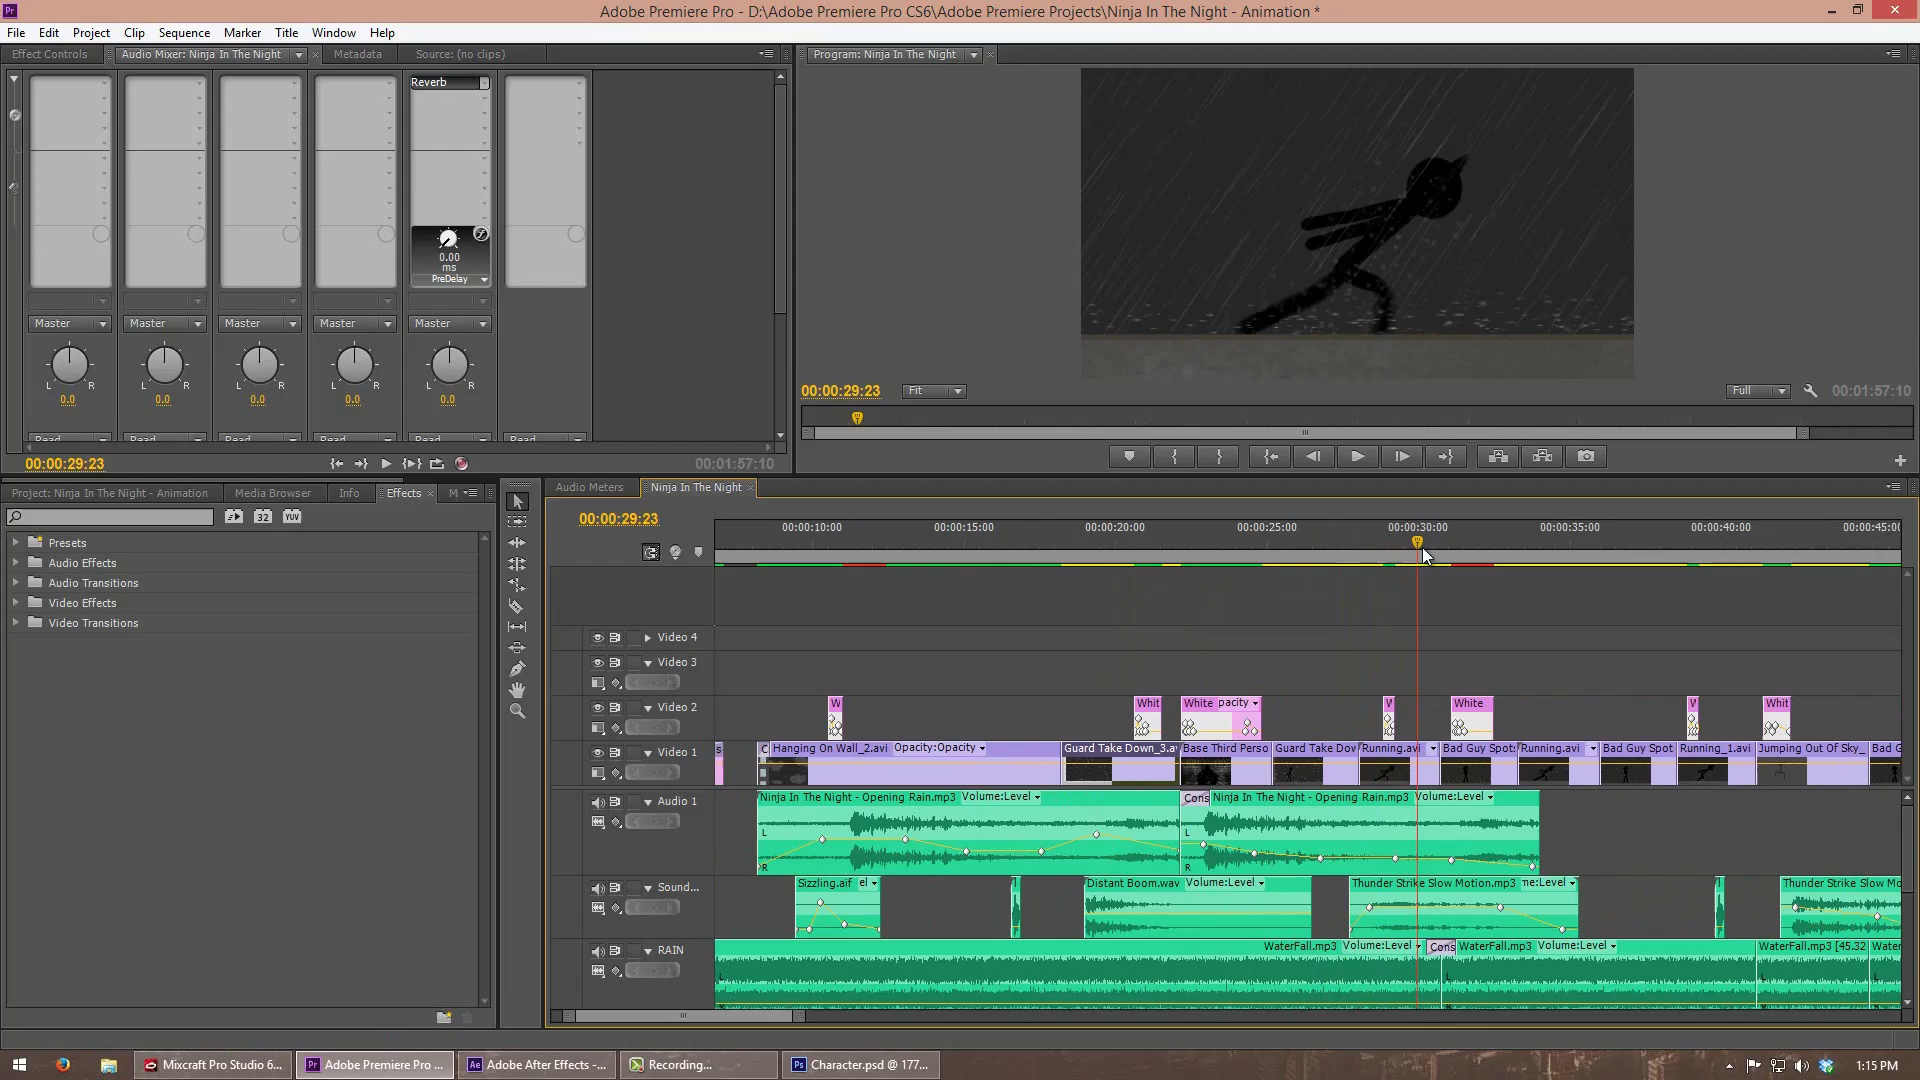 Adobe Premiere Pro - D:\Adobe Premiere Pro CS6\Adobe Premiere Projects\Ninja In The Night - Animation *
File Edit Project Clip Sequence Marker Title Window Help
Effect Controls Audio Mixer: Ninja In The Night Metadata Source: (no clips)
Program: Ninja In The Night
Reverb
0.00
ms
PreDelay
Master Master Master Master Master
L R L R L R L R L R
0.0 0.0 0.0 0.0 0.0
Read Read Read Read Read Read
00:00:29:23 00:01:57:10
00:00:29:23 Fit Full 00:01:57:10
Project: Ninja In The Night - Animation Media Browser Info Effects M
32 YUV
Presets
Audio Effects
Audio Transitions
Video Effects
Video Transitions
Audio Meters Ninja In The Night
00:00:29:23
00:00:10:00 00:00:15:00 00:00:20:00 00:00:25:00 00:00:30:00 00:00:35:00 00:00:40:00 00:00:45:00
Video 4
Video 3
Video 2 W Whit White pacity W White W Whit
Video 1 s C Hanging On Wall_2.avi Opacity:Opacity Guard Take Down_3.av Base Third Perso Guard Take Dov Running.avi Bad Guy Spot: Running.avi Bad Guy Spot Running_1.avi Jumping Out Of Sky_ Bad G
Audio 1 Ninja In The Night - Opening Rain.mp3 Volume:Level Cons Ninja In The Night - Opening Rain.mp3 Volume:Level
L L
R R
Sound... Sizzling.aif el Distant Boom.wav Volume:Level Thunder Strike Slow Motion.mp3 me:Level Thunder Strike Slow Mo
RAIN WaterFall.mp3 Volume:Level Cons WaterFall.mp3 Volume:Level WaterFall.mp3 [45.32 Water
L L L L
Mixcraft Pro Studio 6... Adobe Premiere Pro ... Adobe After Effects -... Recording... Character.psd @ 177... 1:15 PM